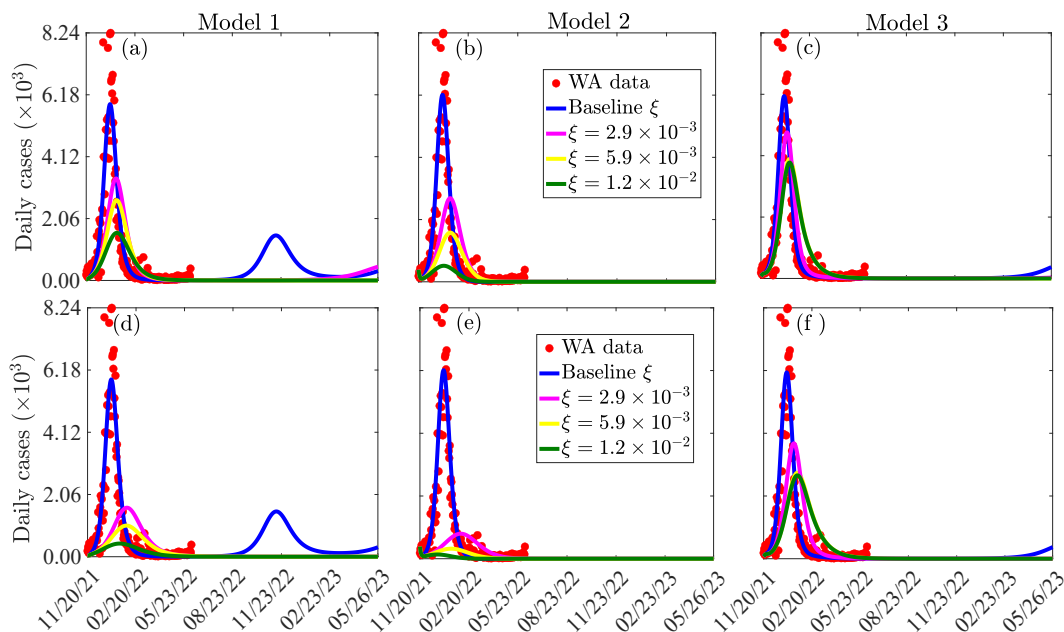 Model 1
Model 2
Model 3
Daily cases (×10³)
8.24
6.18
4.12
2.06
0.00
(a)
(b)
WA data
Baseline ξ
ξ = 2.9 × 10⁻³
ξ = 5.9 × 10⁻³
ξ = 1.2 × 10⁻²
(c)
Daily cases (×10³)
8.24
6.18
4.12
2.06
0.00
(d)
(e)
WA data
Baseline ξ
ξ = 2.9 × 10⁻³
ξ = 5.9 × 10⁻³
ξ = 1.2 × 10⁻²
(f )
11/20/21
02/20/22
05/23/22
08/23/22
11/23/22
02/23/23
05/26/23
11/20/21
02/20/22
05/23/22
08/23/22
11/23/22
02/23/23
05/26/23
11/20/21
02/20/22
05/23/22
08/23/22
11/23/22
02/23/23
05/26/23